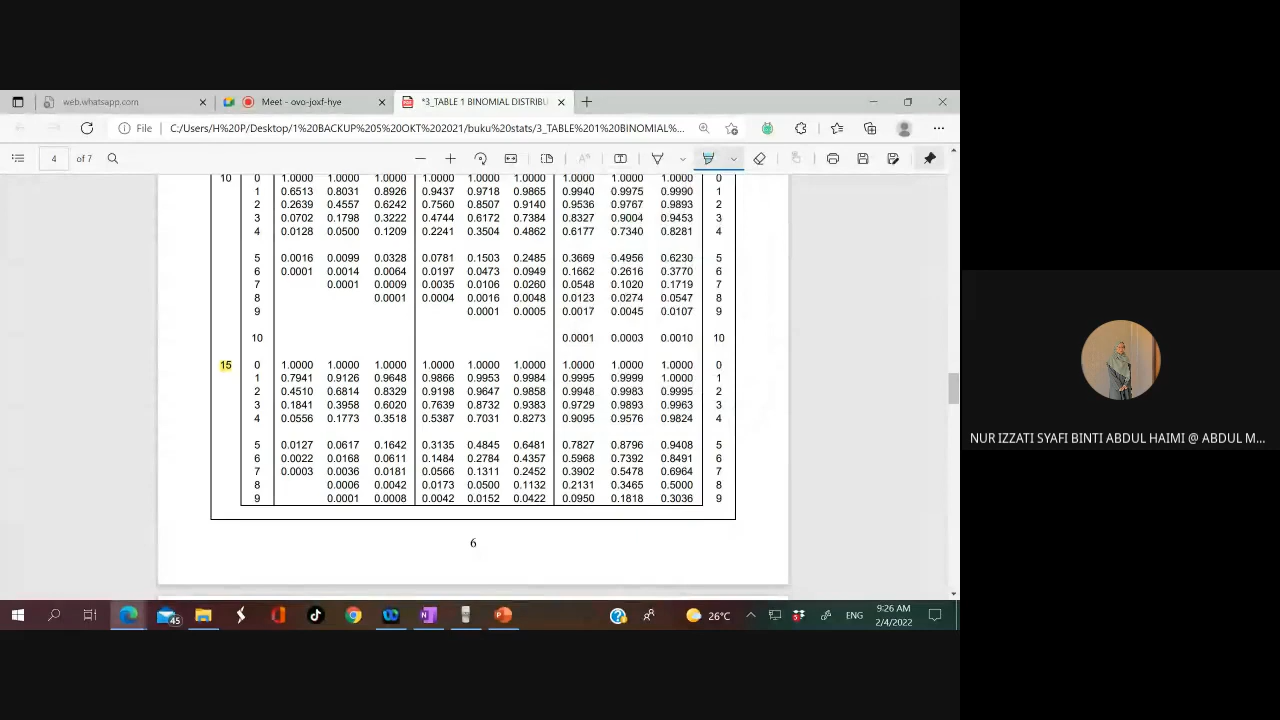 web.whatsapp.com
Meet - ovo-joxf-hye
*3_TABLE 1 BINOMIAL DISTRIBU
File
C:/Users/H%20P/Desktop/1%20BACKUP%205%20OKT%202021/buku%20stats/3_TABLE%201%20BINOMIAL%...
4 of 7
10 0 1.0000 1.0000 1.0000 1.0000 1.0000 1.0000 1.0000 1.0000 1.0000 0
1 0.6513 0.8031 0.8926 0.9437 0.9718 0.9865 0.9940 0.9975 0.9990 1
2 0.2639 0.4557 0.6242 0.7560 0.8507 0.9140 0.9536 0.9767 0.9893 2
3 0.0702 0.1798 0.3222 0.4744 0.6172 0.7384 0.8327 0.9004 0.9453 3
4 0.0128 0.0500 0.1209 0.2241 0.3504 0.4862 0.6177 0.7340 0.8281 4
5 0.0016 0.0099 0.0328 0.0781 0.1503 0.2485 0.3669 0.4956 0.6230 5
6 0.0001 0.0014 0.0064 0.0197 0.0473 0.0949 0.1662 0.2616 0.3770 6
7 0.0001 0.0009 0.0035 0.0106 0.0260 0.0548 0.1020 0.1719 7
8 0.0001 0.0004 0.0016 0.0048 0.0123 0.0274 0.0547 8
9 0.0001 0.0005 0.0017 0.0045 0.0107 9
10 0.0001 0.0003 0.0010 10
15 0 1.0000 1.0000 1.0000 1.0000 1.0000 1.0000 1.0000 1.0000 1.0000 0
1 0.7941 0.9126 0.9648 0.9866 0.9953 0.9984 0.9995 0.9999 1.0000 1
2 0.4510 0.6814 0.8329 0.9198 0.9647 0.9858 0.9948 0.9983 0.9995 2
3 0.1841 0.3958 0.6020 0.7639 0.8732 0.9383 0.9729 0.9893 0.9963 3
4 0.0556 0.1773 0.3518 0.5387 0.7031 0.8273 0.9095 0.9576 0.9824 4
5 0.0127 0.0617 0.1642 0.3135 0.4845 0.6481 0.7827 0.8796 0.9408 5
6 0.0022 0.0168 0.0611 0.1484 0.2784 0.4357 0.5968 0.7392 0.8491 6
7 0.0003 0.0036 0.0181 0.0566 0.1311 0.2452 0.3902 0.5478 0.6964 7
8 0.0006 0.0042 0.0173 0.0500 0.1132 0.2131 0.3465 0.5000 8
9 0.0001 0.0008 0.0042 0.0152 0.0422 0.0950 0.1818 0.3036 9
6
NUR IZZATI SYAFI BINTI ABDUL HAIMI @ ABDUL M...
45
26°C
ENG
9:26 AM
2/4/2022